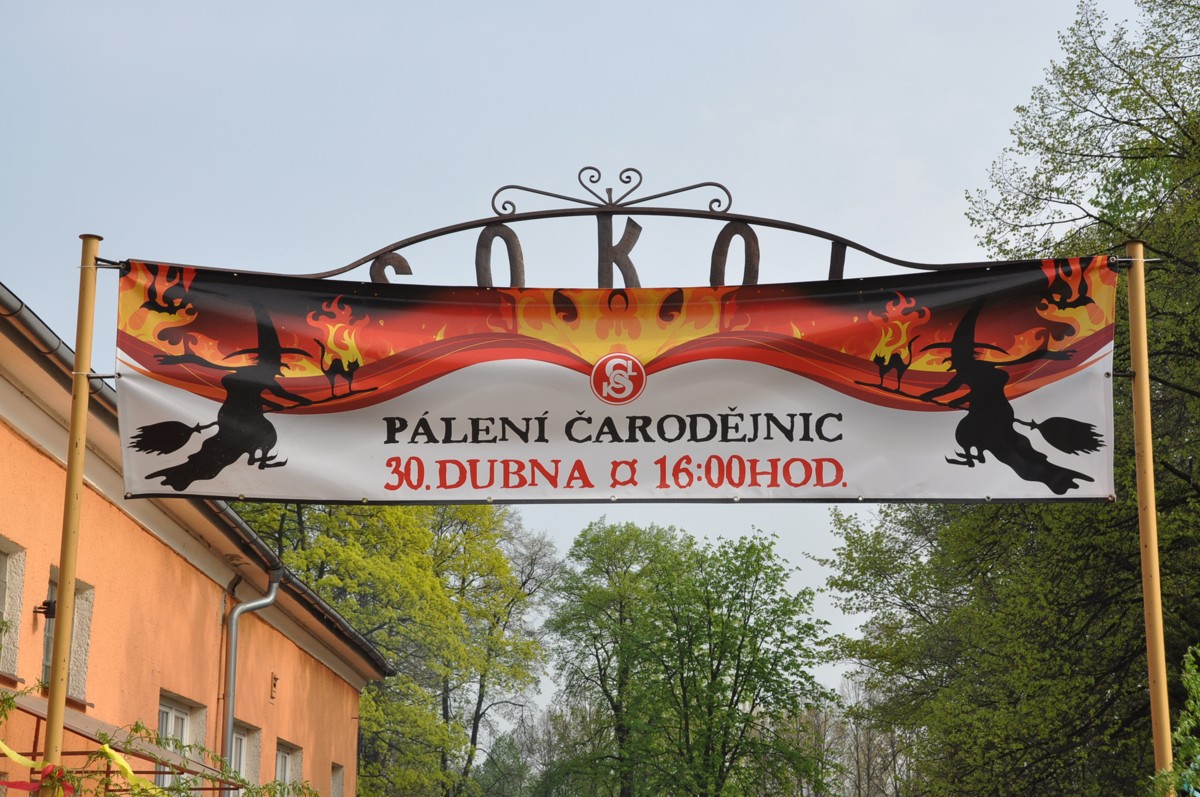 SOKOL
PÁLENÍ ČARODĚJNIC
30. DUBNA ¤ 16:00HOD.